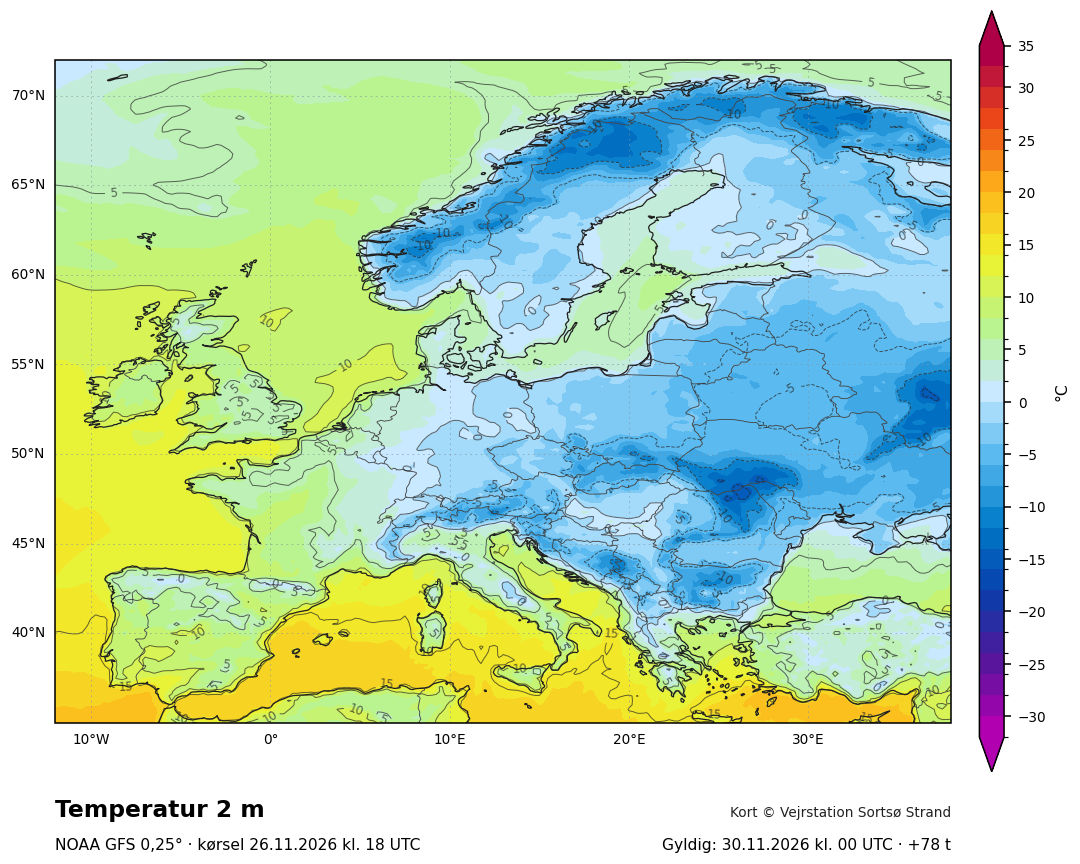 70°N
65°N
60°N
55°N
50°N
45°N
40°N
10°W 0° 10°E 20°E 30°E
35
30
25
20
15
10
5
0
−5
−10
−15
−20
−25
−30
°C
Temperatur 2 m
Kort © Vejrstation Sortsø Strand
NOAA GFS 0,25° · kørsel 26.11.2026 kl. 18 UTC
Gyldig: 30.11.2026 kl. 00 UTC · +78 t